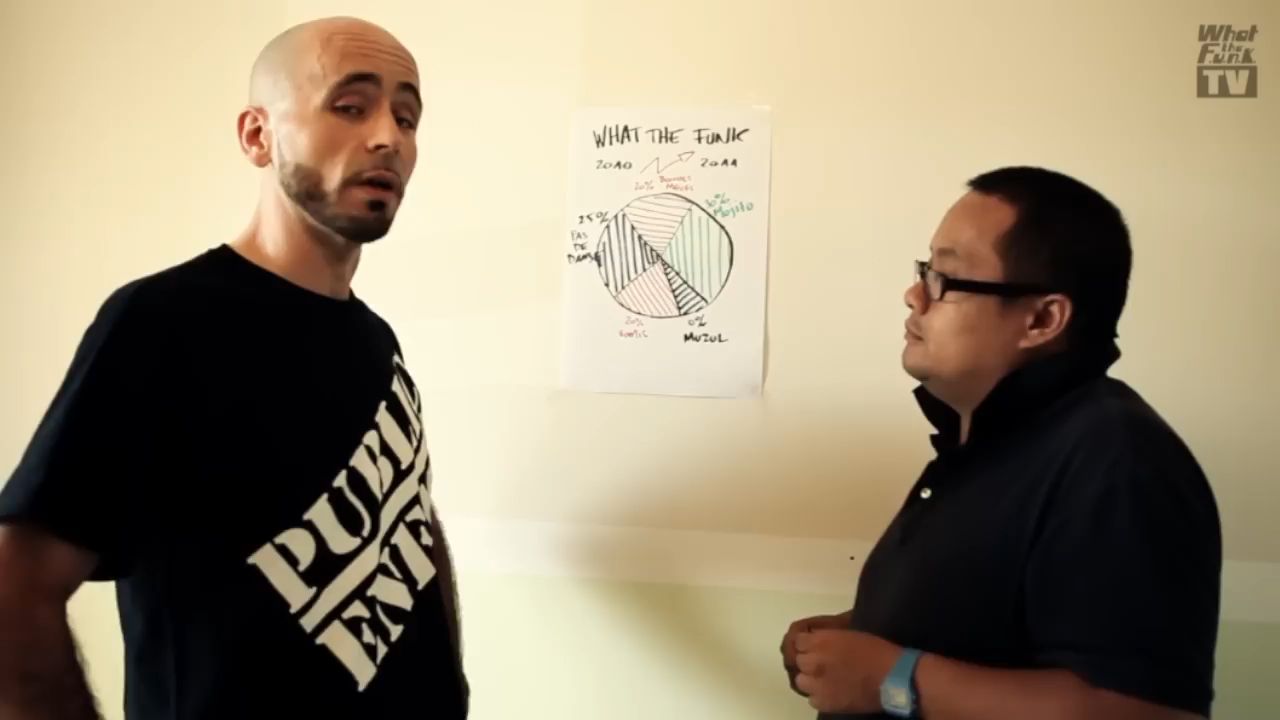 What
the
Funk
TV
WHAT THE FUNK
2010 2011
20% BONNES
MEUFS
30%
Mojito
25%
PAS
DE
DANSE
20%
0%
MUZUL
PUBLIC
ENE